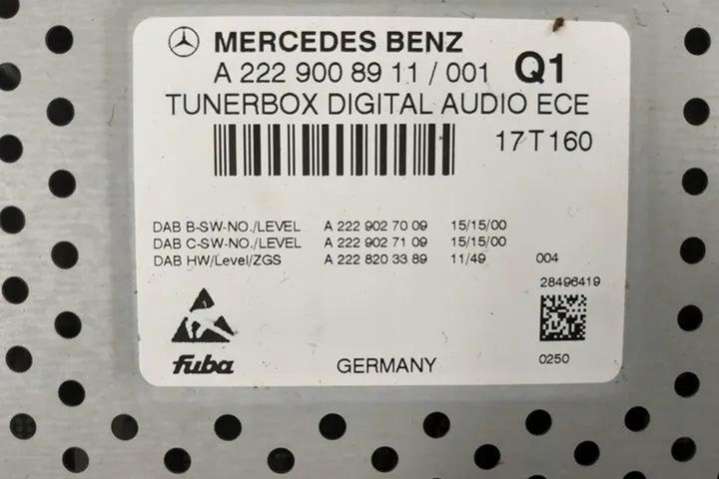 MERCEDES BENZ
A 222 900 89 11 / 001 Q1
TUNERBOX DIGITAL AUDIO ECE
17T160
DAB B-SW-NO./LEVEL A 222 902 70 09 15/15/00
DAB C-SW-NO./LEVEL A 222 902 71 09 15/15/00
DAB HW/Level/ZGS A 222 820 33 89 11/49 004
28496419
fuba GERMANY 0250